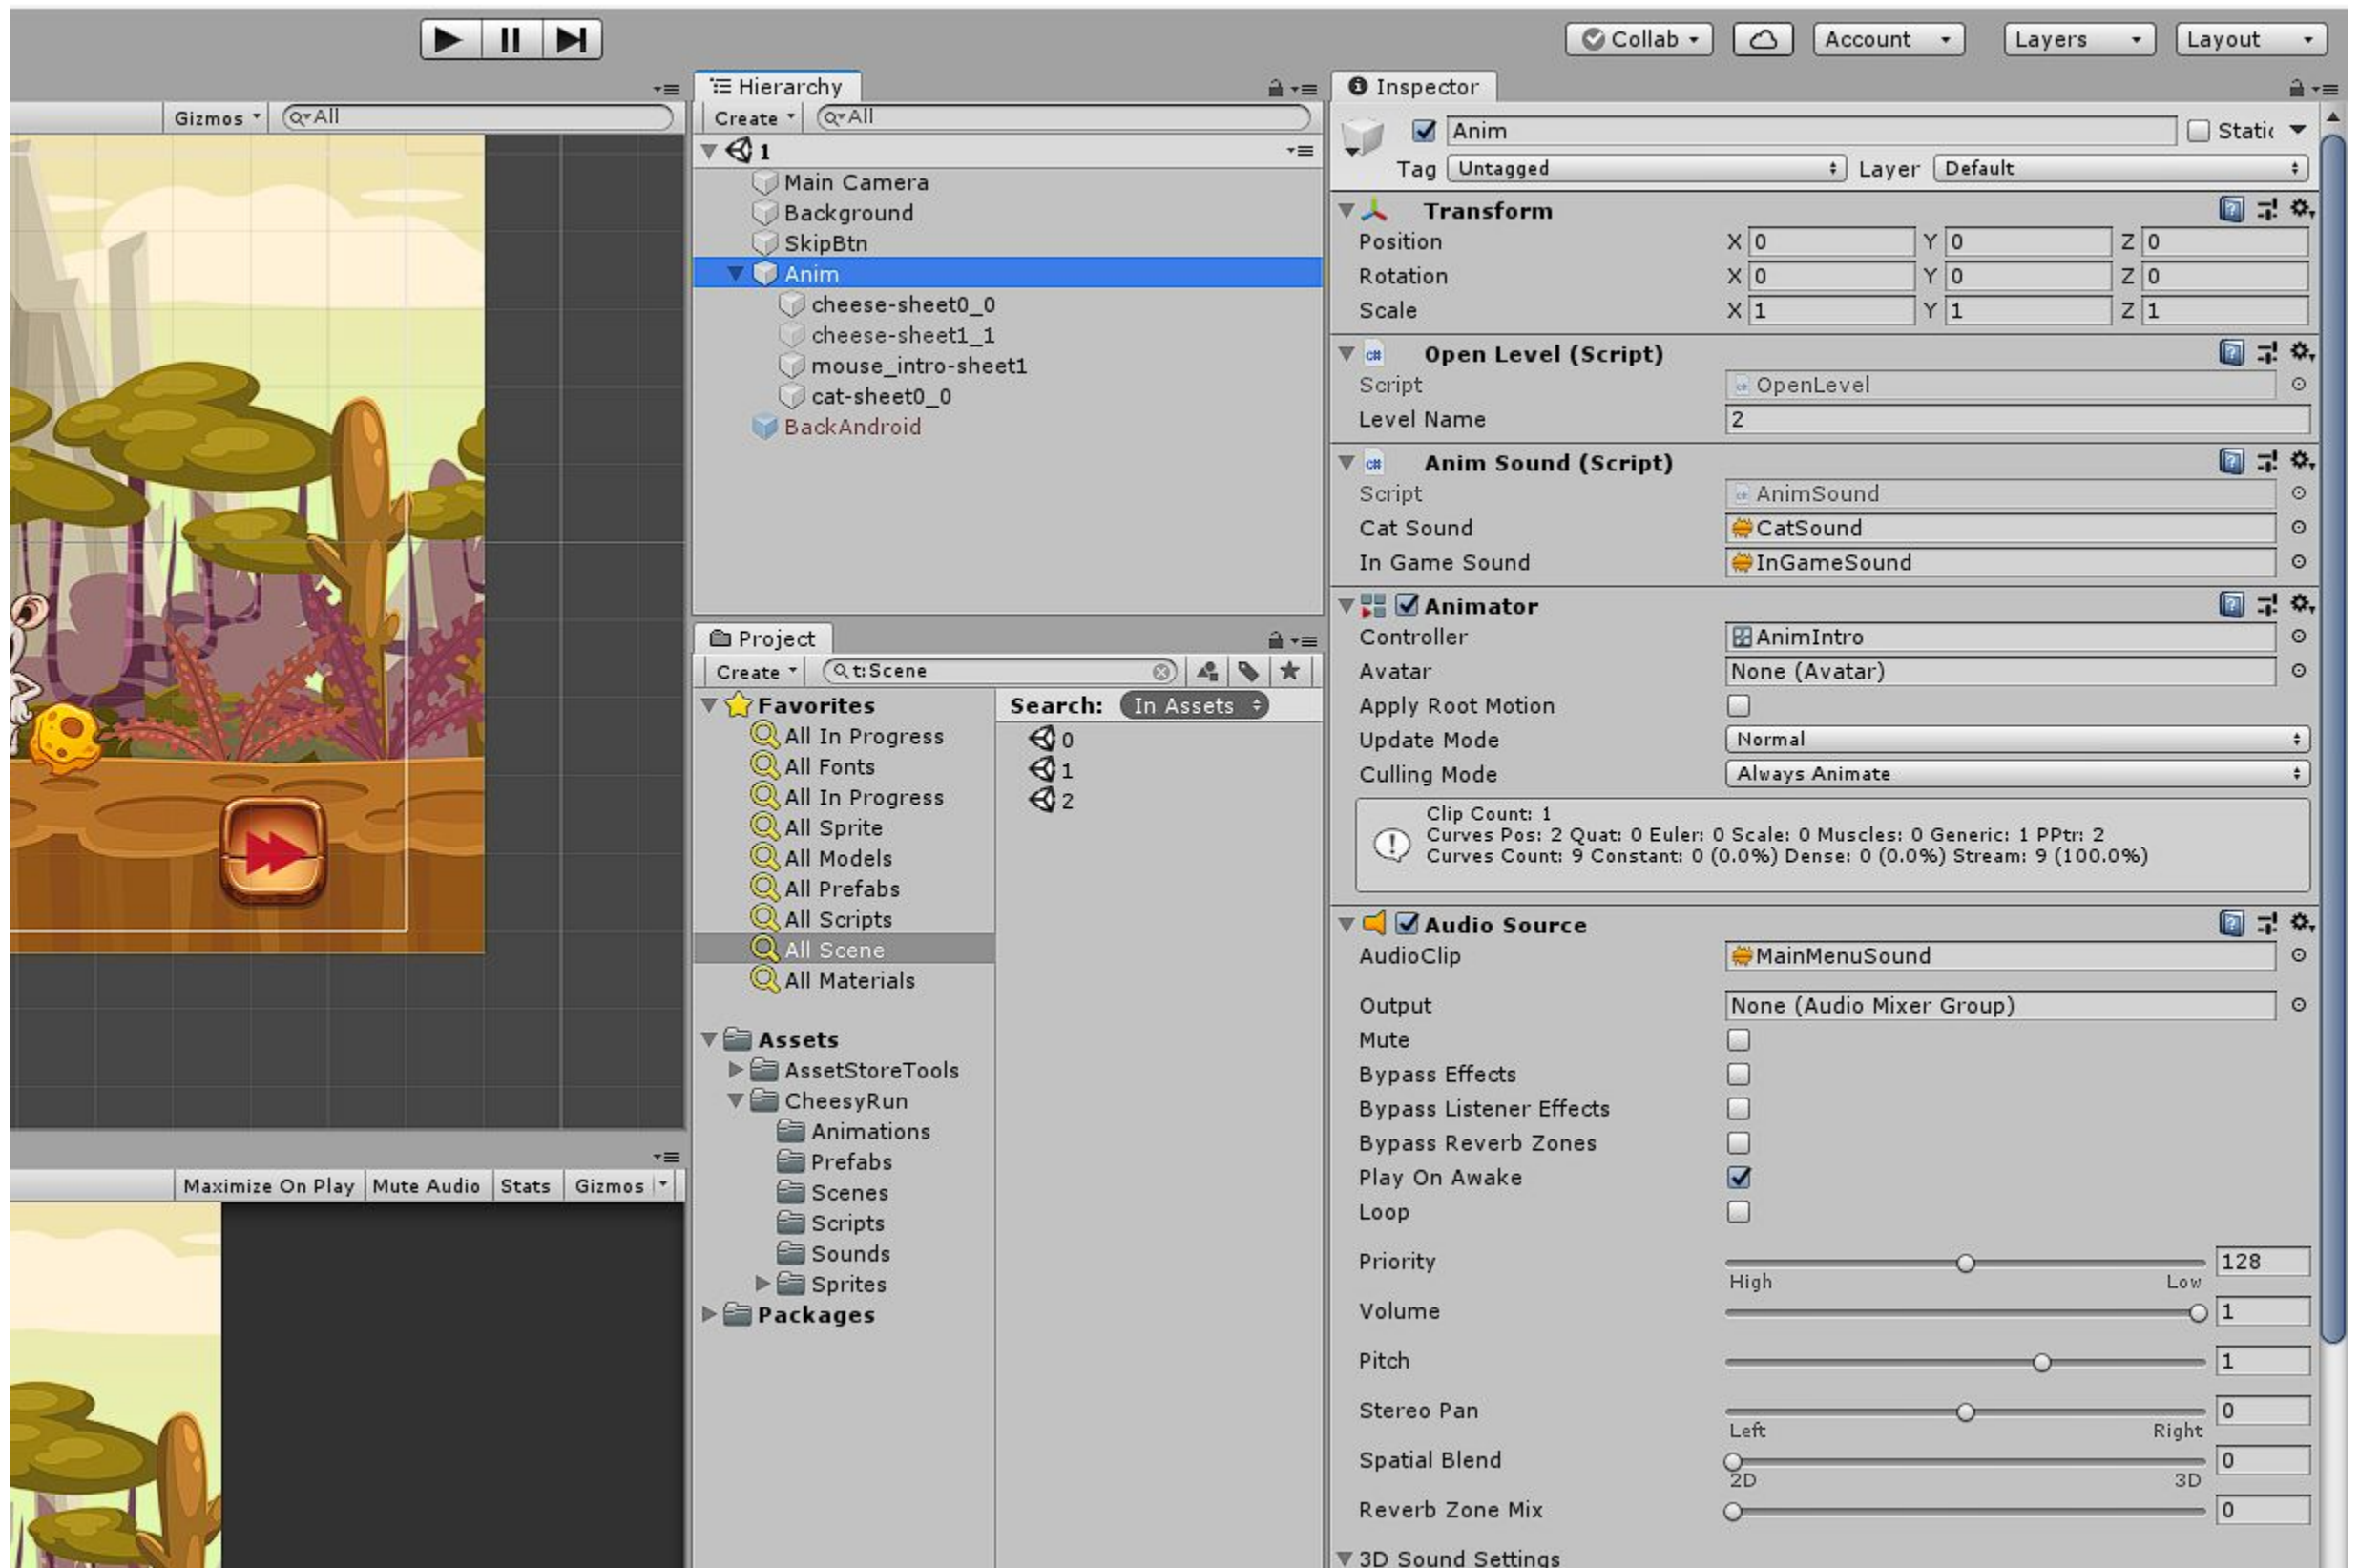 Collab
Account
Layers
Layout
Gizmos
All
Hierarchy
Create
All
1
Main Camera
Background
SkipBtn
Anim
cheese-sheet0_0
cheese-sheet1_1
mouse_intro-sheet1
cat-sheet0_0
BackAndroid
Maximize On Play
Mute Audio
Stats
Gizmos
Project
Create
t:Scene
Favorites
All In Progress
All Fonts
All In Progress
All Sprite
All Models
All Prefabs
All Scripts
All Scene
All Materials
Assets
AssetStoreTools
CheesyRun
Animations
Prefabs
Scenes
Scripts
Sounds
Sprites
Packages
Search: In Assets
0
1
2
Inspector
Anim
Static
Tag Untagged Layer Default
Transform
Position X 0 Y 0 Z 0
Rotation X 0 Y 0 Z 0
Scale X 1 Y 1 Z 1
Open Level (Script)
Script OpenLevel
Level Name 2
Anim Sound (Script)
Script AnimSound
Cat Sound CatSound
In Game Sound InGameSound
Animator
Controller AnimIntro
Avatar None (Avatar)
Apply Root Motion
Update Mode Normal
Culling Mode Always Animate
Clip Count: 1
Curves Pos: 2 Quat: 0 Euler: 0 Scale: 0 Muscles: 0 Generic: 1 PPtr: 2
Curves Count: 9 Constant: 0 (0.0%) Dense: 0 (0.0%) Stream: 9 (100.0%)
Audio Source
AudioClip MainMenuSound
Output None (Audio Mixer Group)
Mute
Bypass Effects
Bypass Listener Effects
Bypass Reverb Zones
Play On Awake
Loop
Priority 128
High Low
Volume 1
Pitch 1
Stereo Pan 0
Left Right
Spatial Blend 0
2D 3D
Reverb Zone Mix 0
3D Sound Settings